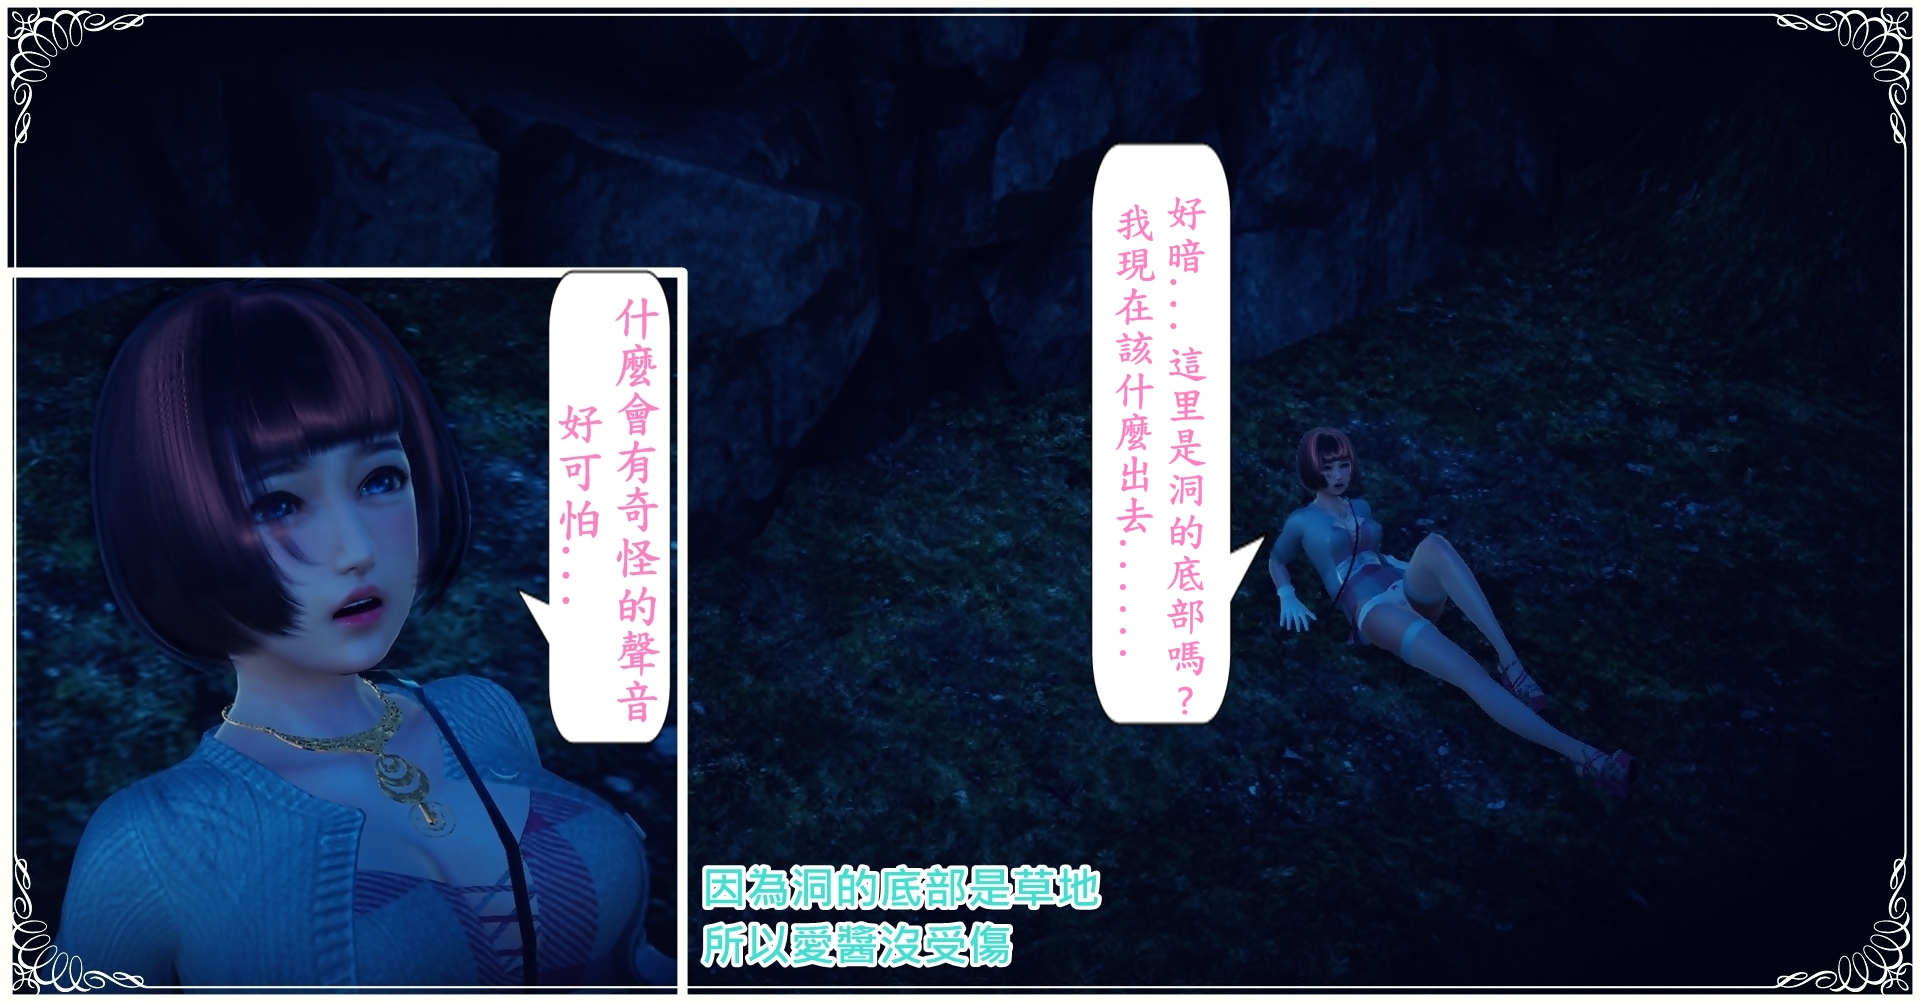 好暗... 這里是洞的底部嗎？
我現在該什麼出去......
什麼會有奇怪的聲音
好可怕...
因為洞的底部是草地
所以愛醬沒受傷